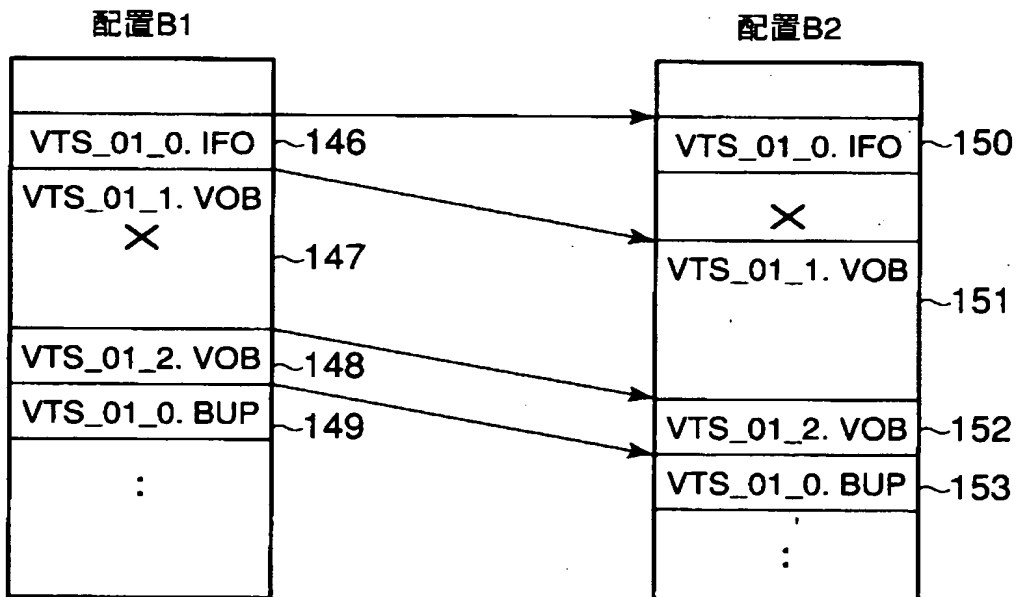 配置B1
VTS_01_0. IFO
146
VTS_01_1. VOB
×
147
VTS_01_2. VOB
148
VTS_01_0. BUP
149
:
配置B2
VTS_01_0. IFO
150
×
VTS_01_1. VOB
151
VTS_01_2. VOB
152
VTS_01_0. BUP
153
: